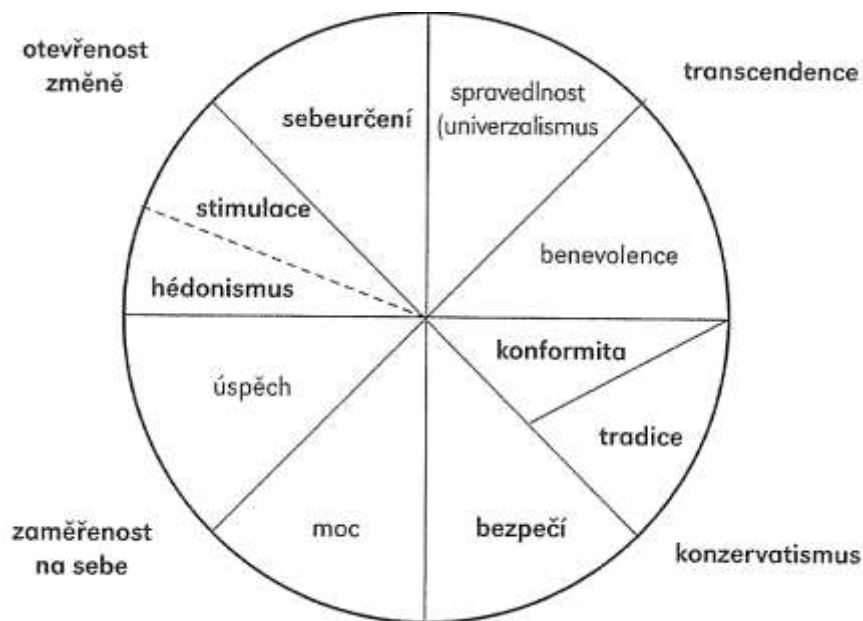 otevřenost
změně
transcendence
spravedlnost
(univerzalismus
sebeurčení
stimulace
benevolence
hédonismus
konformita
úspěch
tradice
zaměřenost
na sebe
moc
bezpečí
konzervatismus